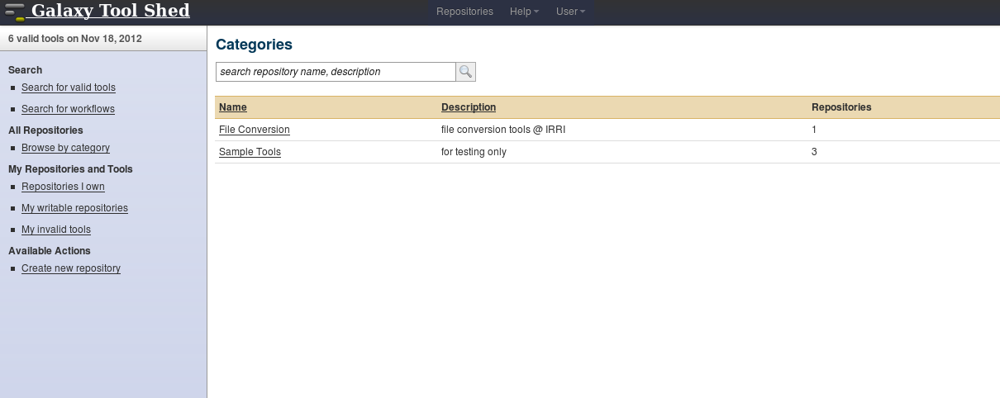 Galaxy Tool Shed
Repositories Help User
6 valid tools on Nov 18, 2012
Search
Search for valid tools
Search for workflows
All Repositories
Browse by category
My Repositories and Tools
Repositories I own
My writable repositories
My invalid tools
Available Actions
Create new repository
Categories
search repository name, description
Name Description Repositories
File Conversion file conversion tools @ IRRI 1
Sample Tools for testing only 3